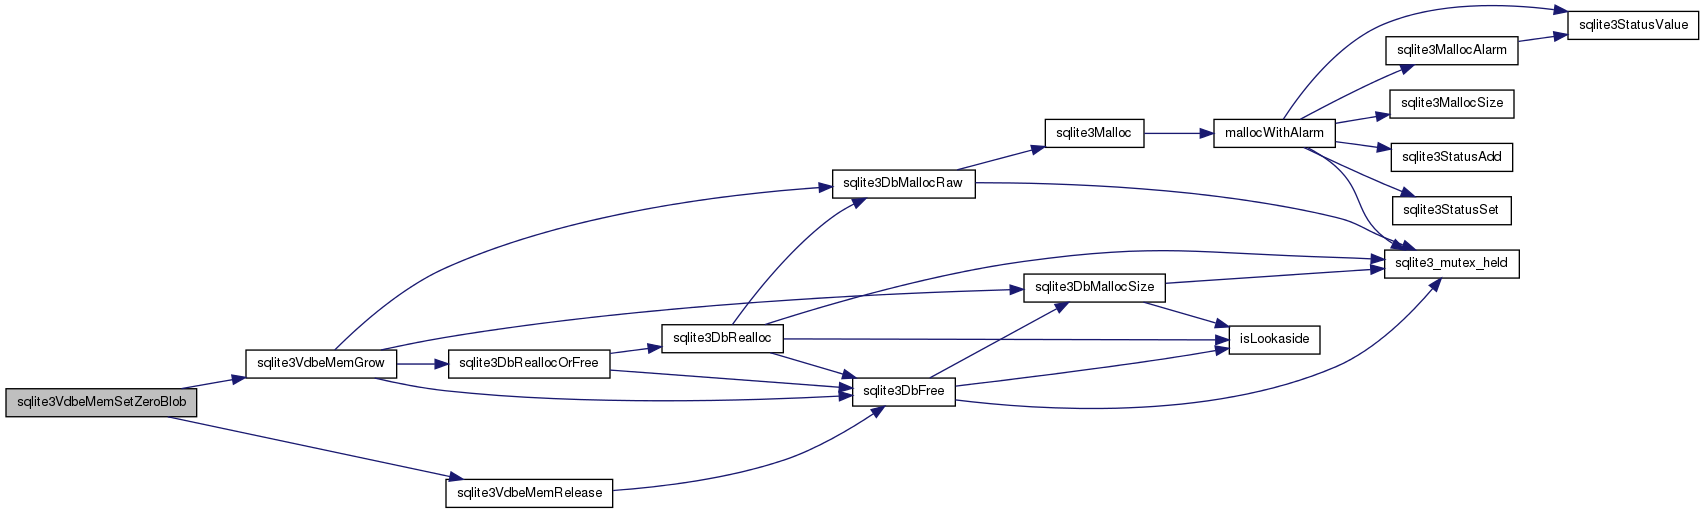 sqlite3VdbeMemSetZeroBlob
sqlite3VdbeMemGrow
sqlite3VdbeMemRelease
sqlite3DbReallocOrFree
sqlite3DbRealloc
sqlite3DbMallocRaw
sqlite3DbFree
sqlite3Malloc
sqlite3DbMallocSize
mallocWithAlarm
isLookaside
sqlite3StatusValue
sqlite3MallocAlarm
sqlite3MallocSize
sqlite3StatusAdd
sqlite3StatusSet
sqlite3_mutex_held